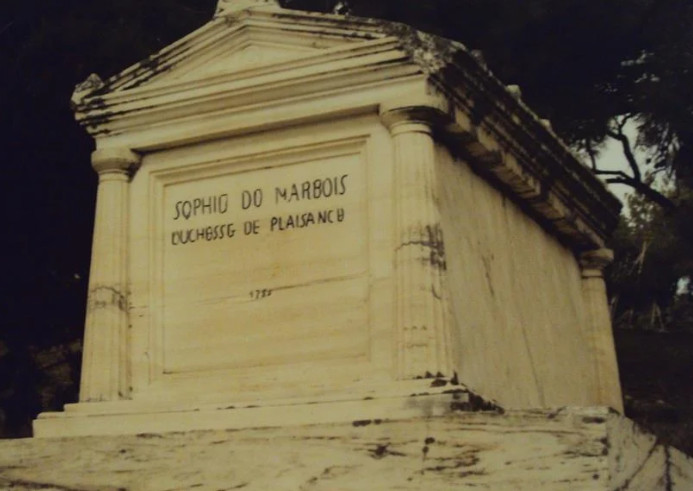 SOPHIE DE MARBOIS
DUCHESSE DE PLAISANCE